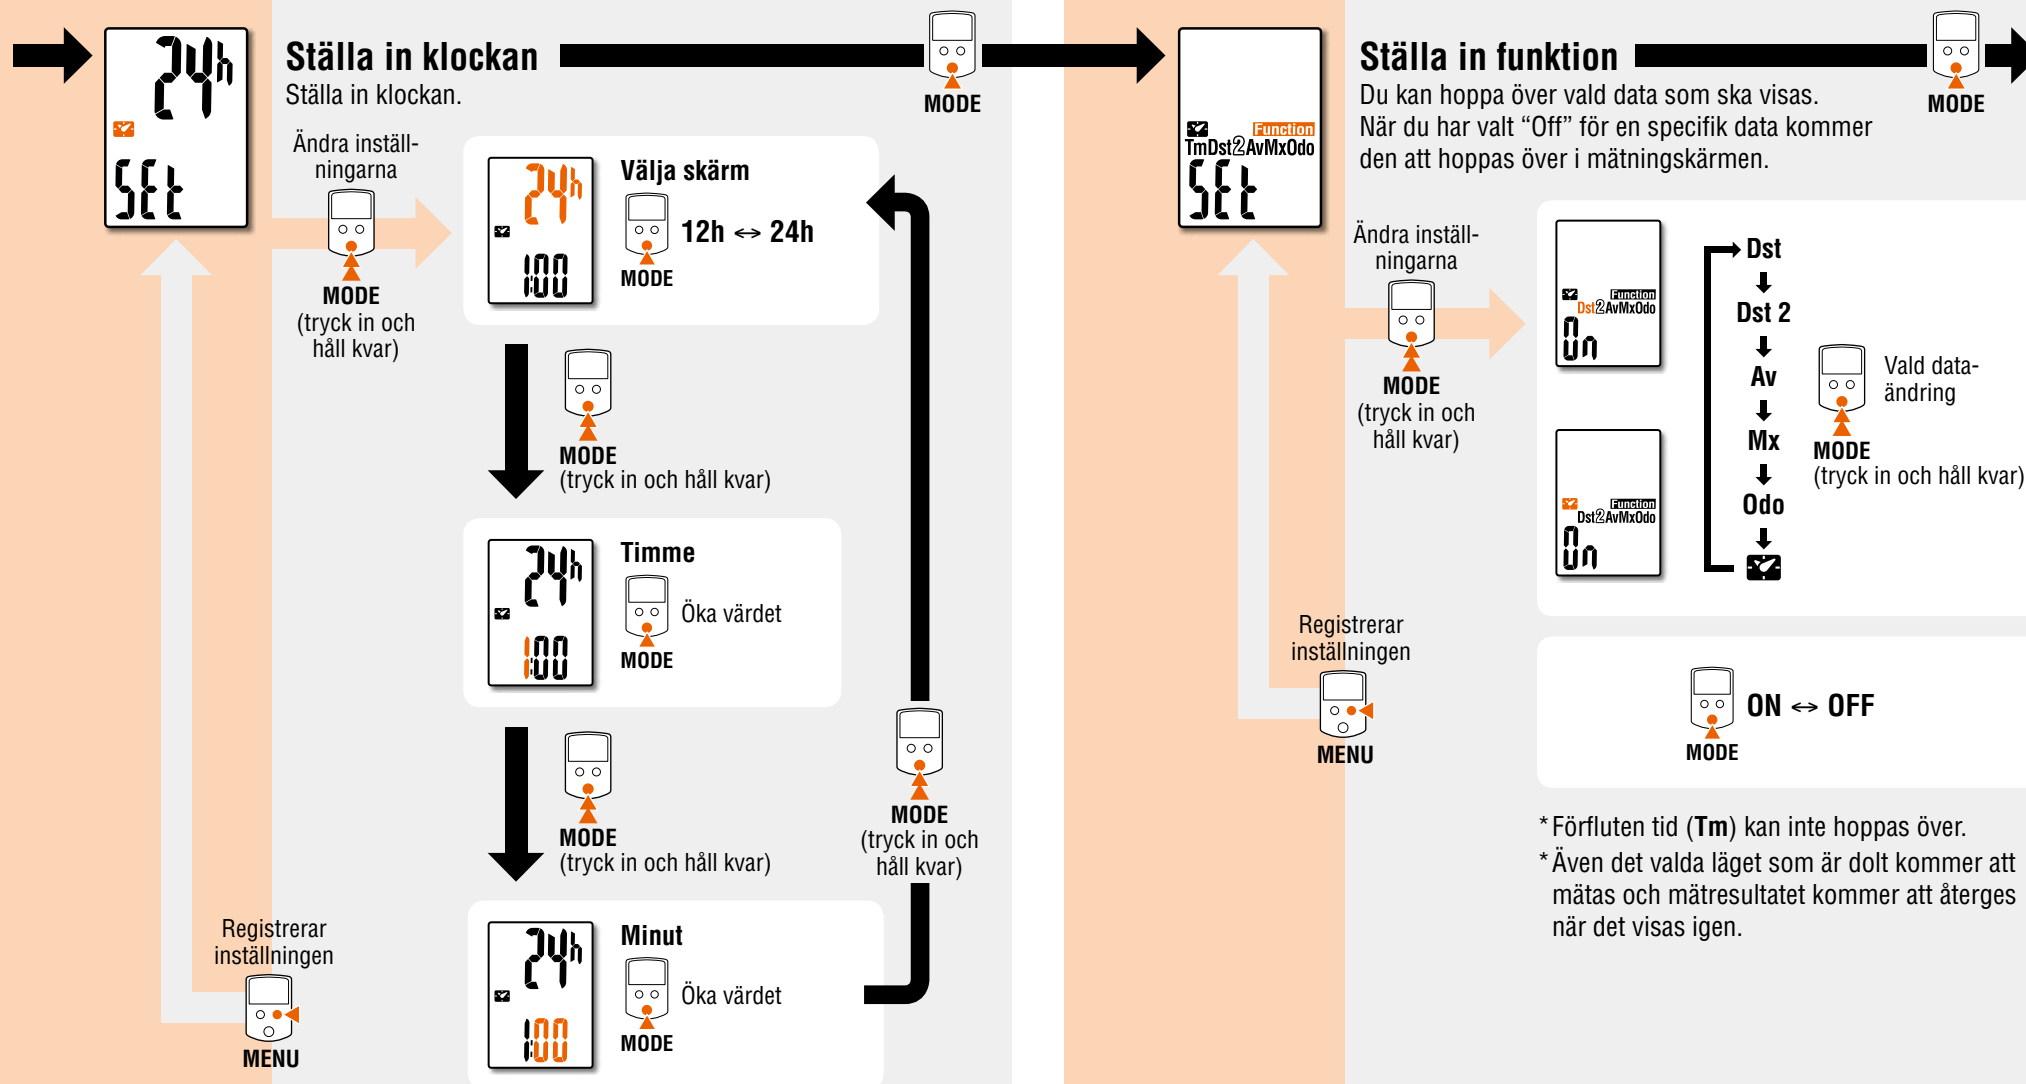 24h
SEt
Ställa in klockan
Ställa in klockan.
MODE
Ändra inställ-
ningarna
MODE
(tryck in och
håll kvar)
24h
1:00
Välja skärm
12h ↔ 24h
MODE
MODE
(tryck in och håll kvar)
24h
1:00
Timme
Öka värdet
MODE
MODE
(tryck in och håll kvar)
MODE
(tryck in och
håll kvar)
24h
1:00
Minut
Öka värdet
MODE
Registrerar
inställningen
MENU
Function
TmDst2AvMxOdo
SEt
Ställa in funktion
Du kan hoppa över vald data som ska visas.
När du har valt “Off” för en specifik data kommer
den att hoppas över i mätningskärmen.
MODE
Ändra inställ-
ningarna
MODE
(tryck in och
håll kvar)
Function
Dst2AvMxOdo
On
Function
Dst2AvMxOdo
On
Dst
Dst 2
Av
Mx
Odo
Vald data-
ändring
MODE
(tryck in och håll kvar)
Registrerar
inställningen
MENU
ON ↔ OFF
MODE
* Förfluten tid (Tm) kan inte hoppas över.
* Även det valda läget som är dolt kommer att
mätas och mätresultatet kommer att återges
när det visas igen.